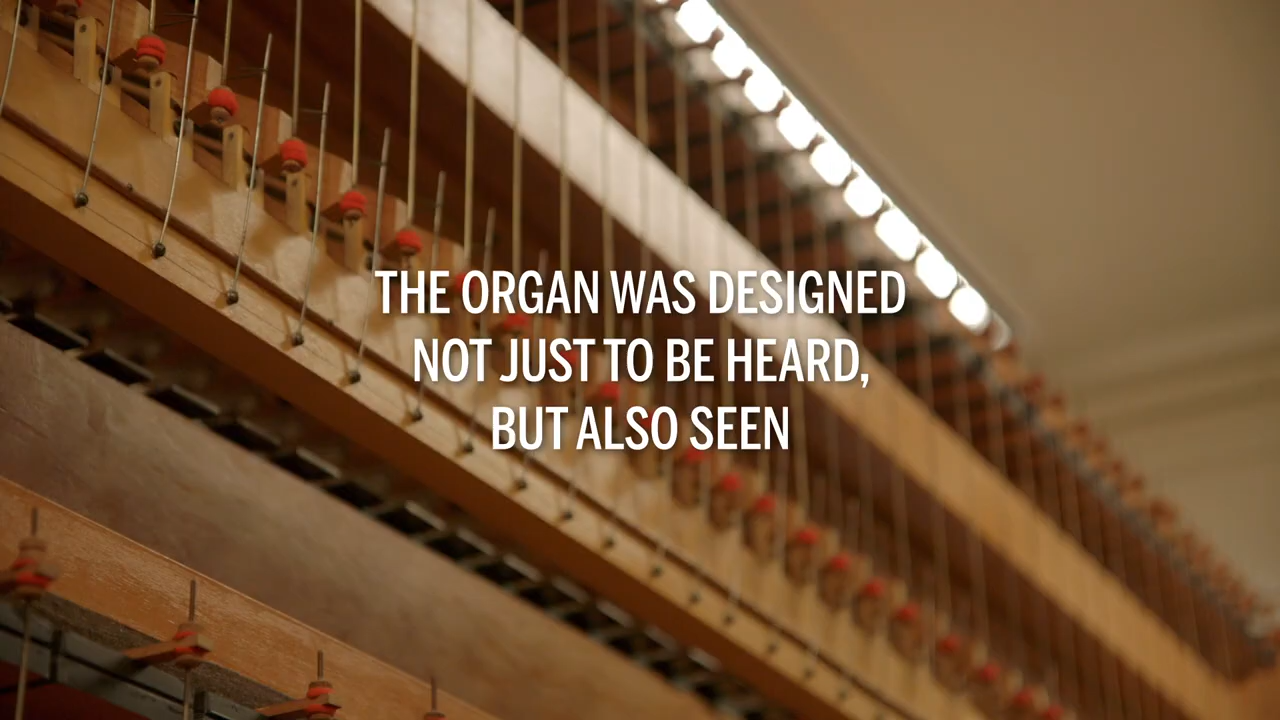 THE ORGAN WAS DESIGNED
NOT JUST TO BE HEARD,
BUT ALSO SEEN